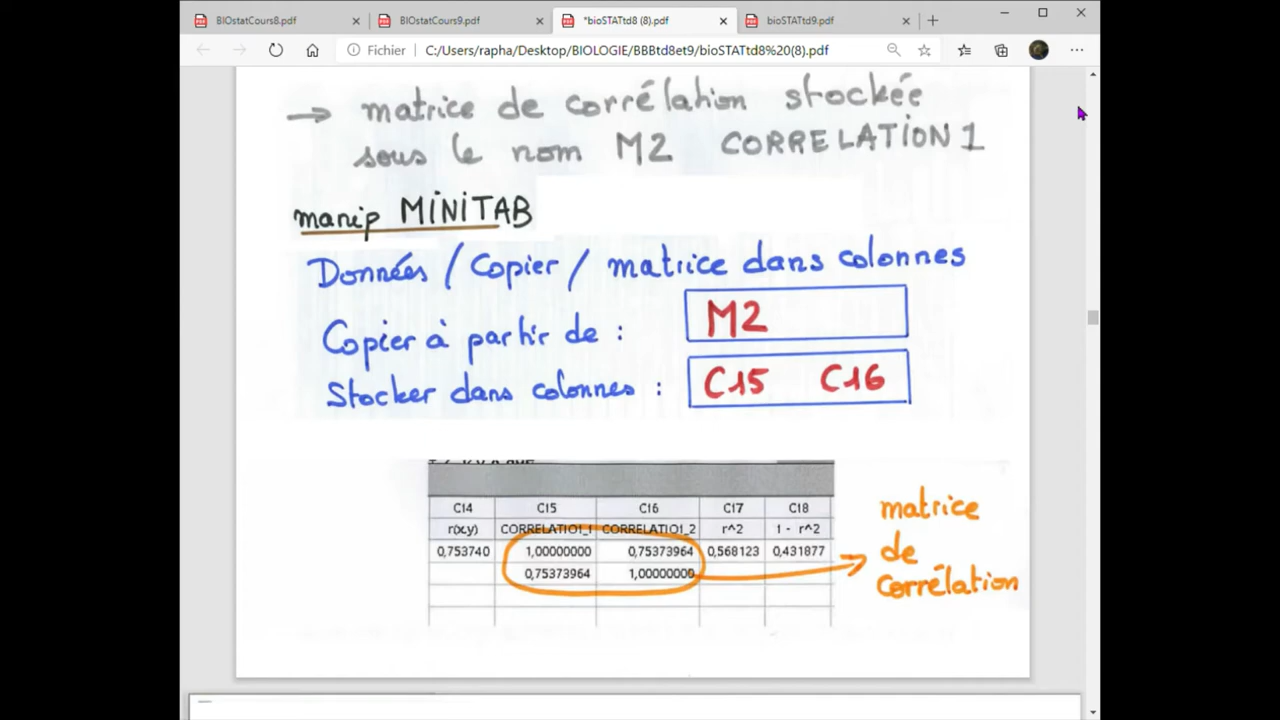 BIOstatCours8.pdf
BIOstatCours9.pdf
*bioSTATtd8 (8).pdf
bioSTATtd9.pdf
Fichier
C:/Users/rapha/Desktop/BIOLOGIE/BBBtd8et9/bioSTATtd8%20(8).pdf
→ matrice de corrélation stockée
sous le nom M2 CORRELATION1
manip MINITAB
Données / Copier / matrice dans colonnes
Copier à partir de : M2
Stocker dans colonnes : C15 C16
C14 C15 C16 C17 C18
r(x,y) CORRELATIO1_1 CORRELATIO1_2 r^2 1 - r^2
0,753740 1,00000000 0,75373964 0,568123 0,431877
0,75373964 1,00000000
matrice
de
corrélation